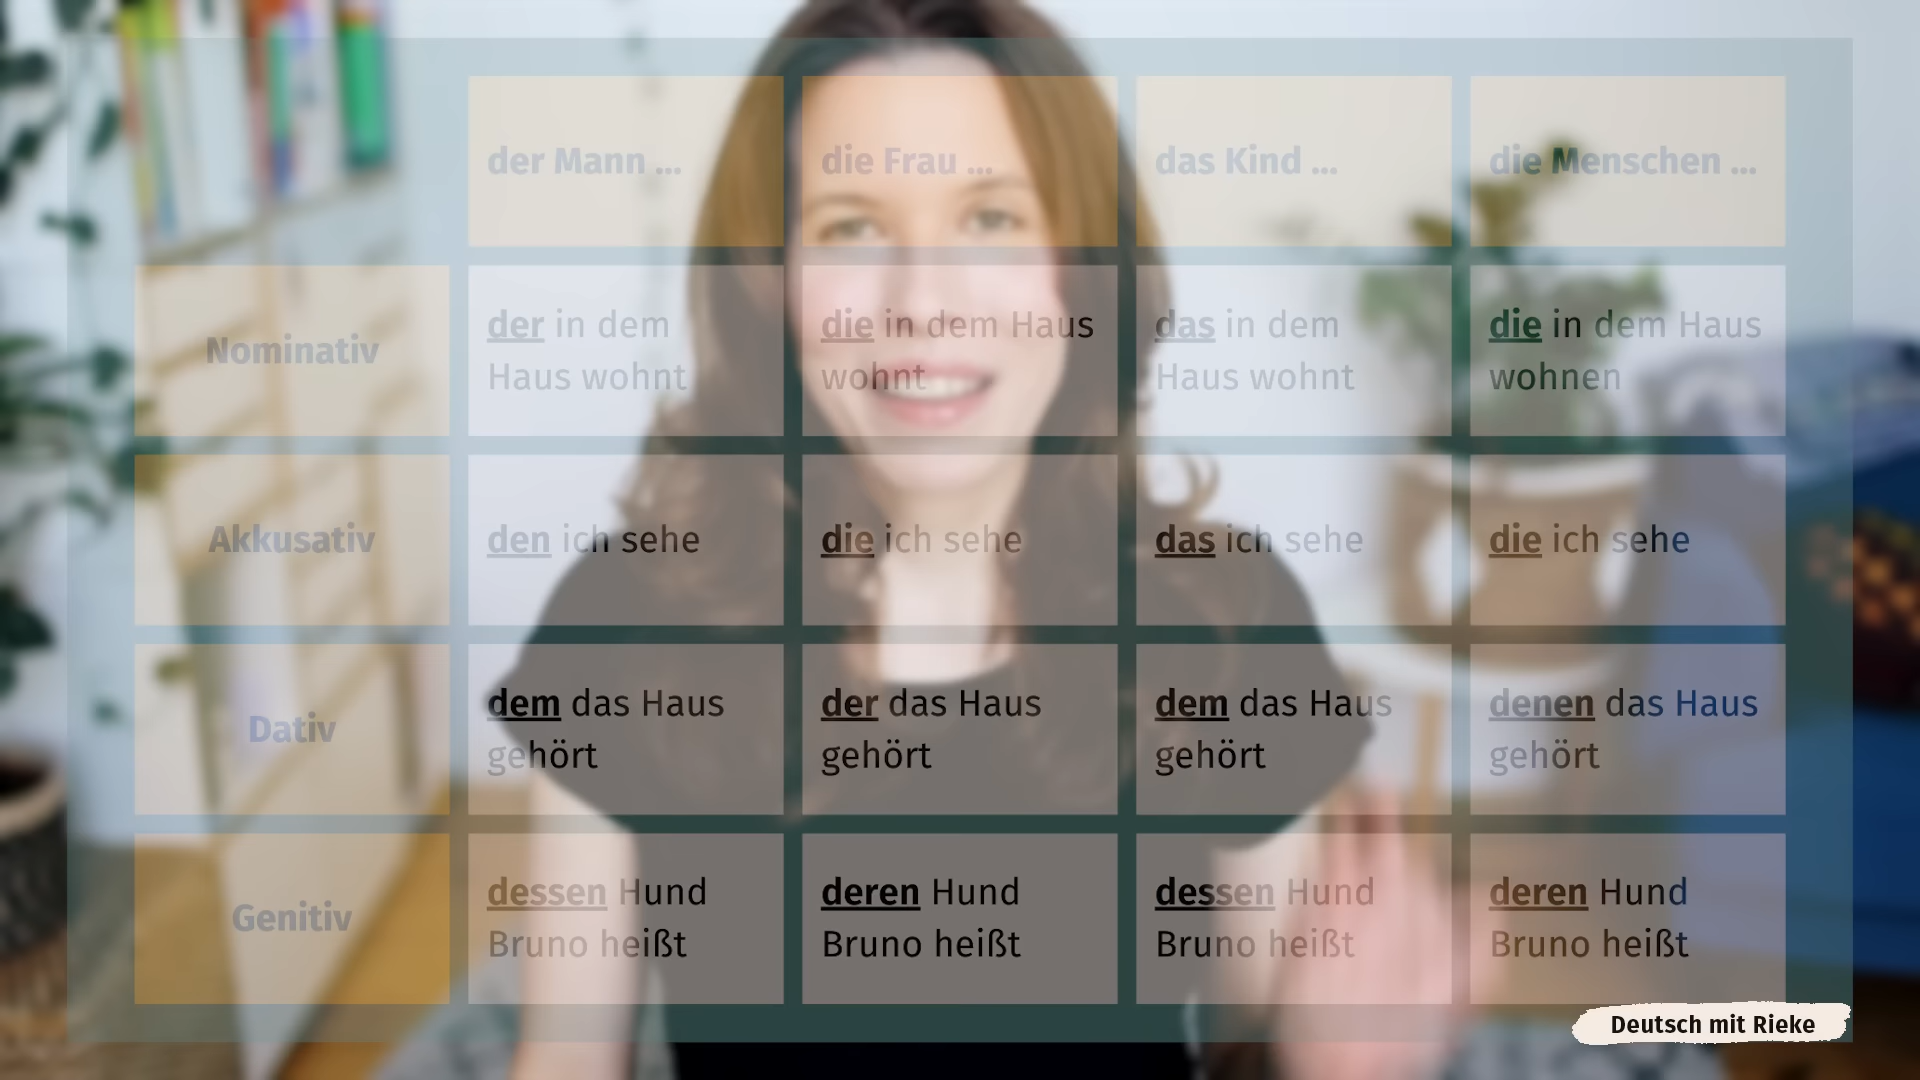 der Mann ...
die Frau ...
das Kind ...
die Menschen ...
Nominativ
der in dem
Haus wohnt
die in dem Haus
wohnt
das in dem
Haus wohnt
die in dem Haus
wohnen
Akkusativ
den ich sehe
die ich sehe
das ich sehe
die ich sehe
Dativ
dem das Haus
gehört
der das Haus
gehört
dem das Haus
gehört
denen das Haus
gehört
Genitiv
dessen Hund
Bruno heißt
deren Hund
Bruno heißt
dessen Hund
Bruno heißt
deren Hund
Bruno heißt
Deutsch mit Rieke